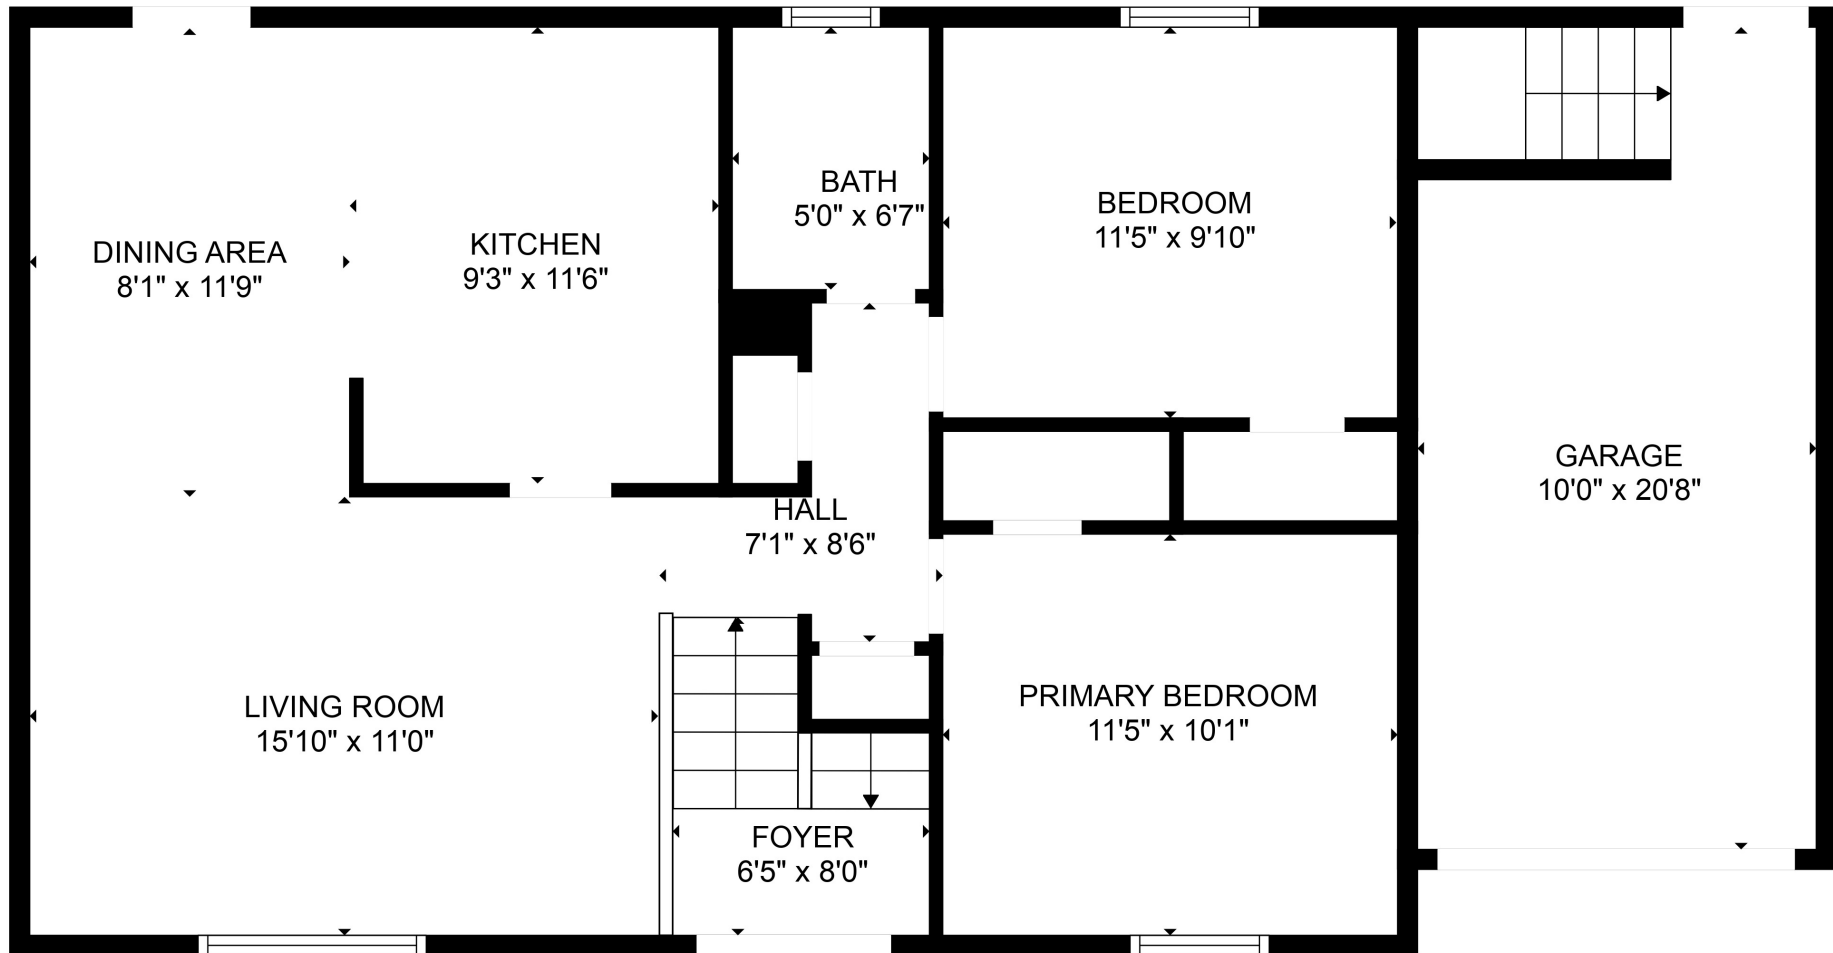 BATH
5'0" x 6'7"
BEDROOM
11'5" x 9'10"
DINING AREA
8'1" x 11'9"
KITCHEN
9'3" x 11'6"
GARAGE
10'0" x 20'8"
HALL
7'1" x 8'6"
LIVING ROOM
15'10" x 11'0"
PRIMARY BEDROOM
11'5" x 10'1"
FOYER
6'5" x 8'0"